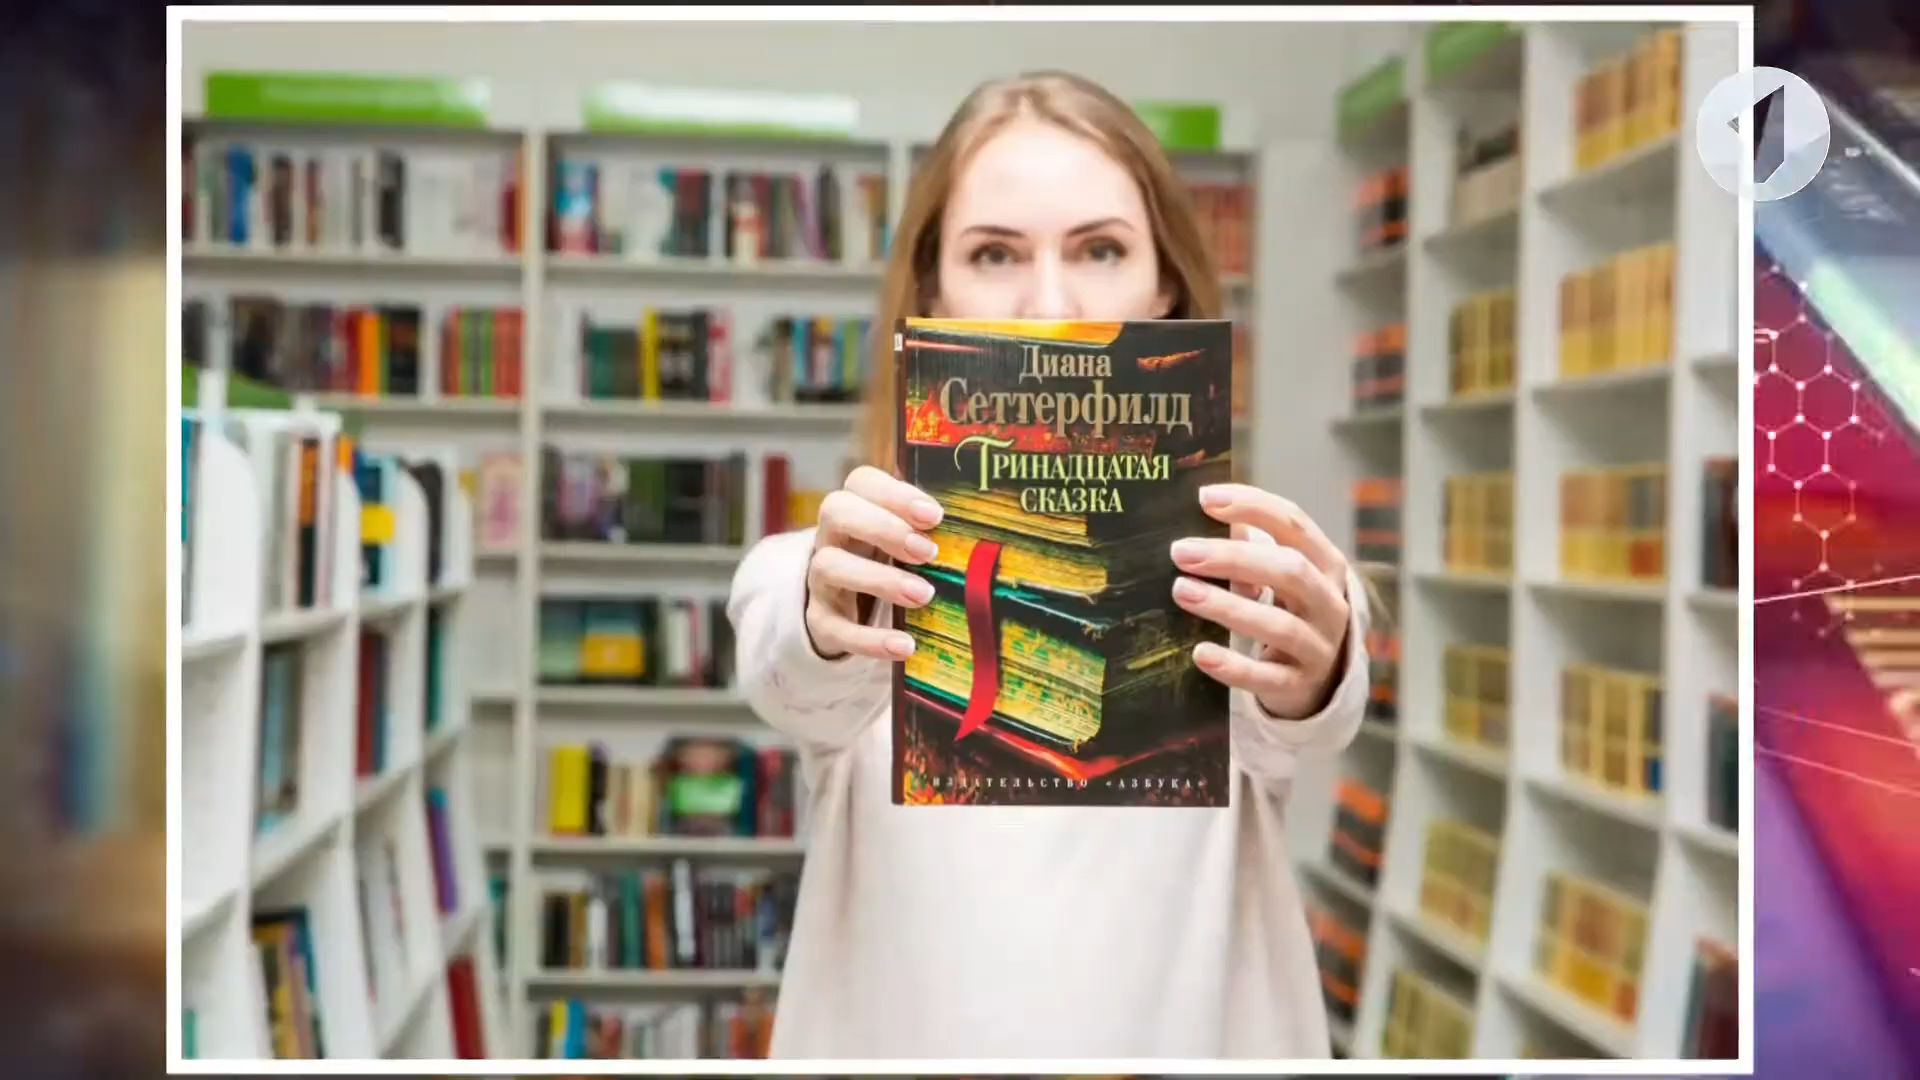 Диана
Сеттерфилд
Тринадцатая
сказка
ИЗДАТЕЛЬСТВО «АЗБУКА»